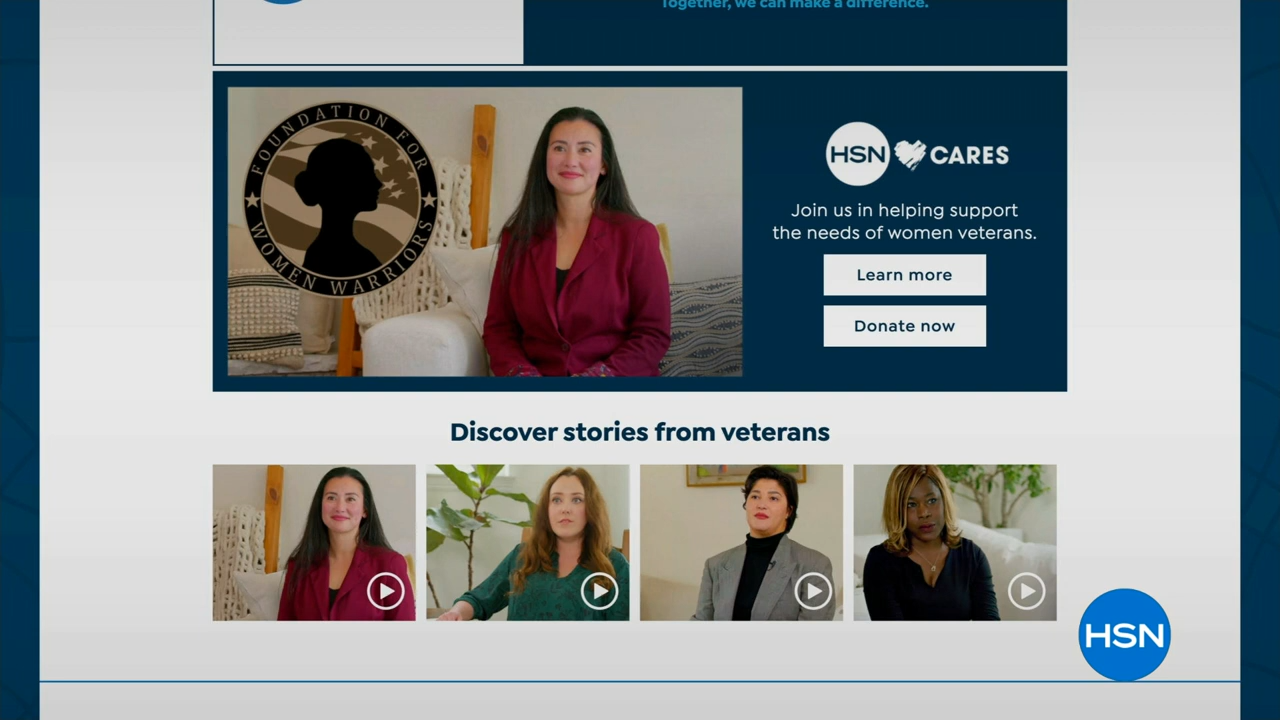 Together, we can make a difference.
FOUNDATION FOR
WOMEN WARRIORS
HSN CARES
Join us in helping support
the needs of women veterans.
Learn more
Donate now
Discover stories from veterans
HSN